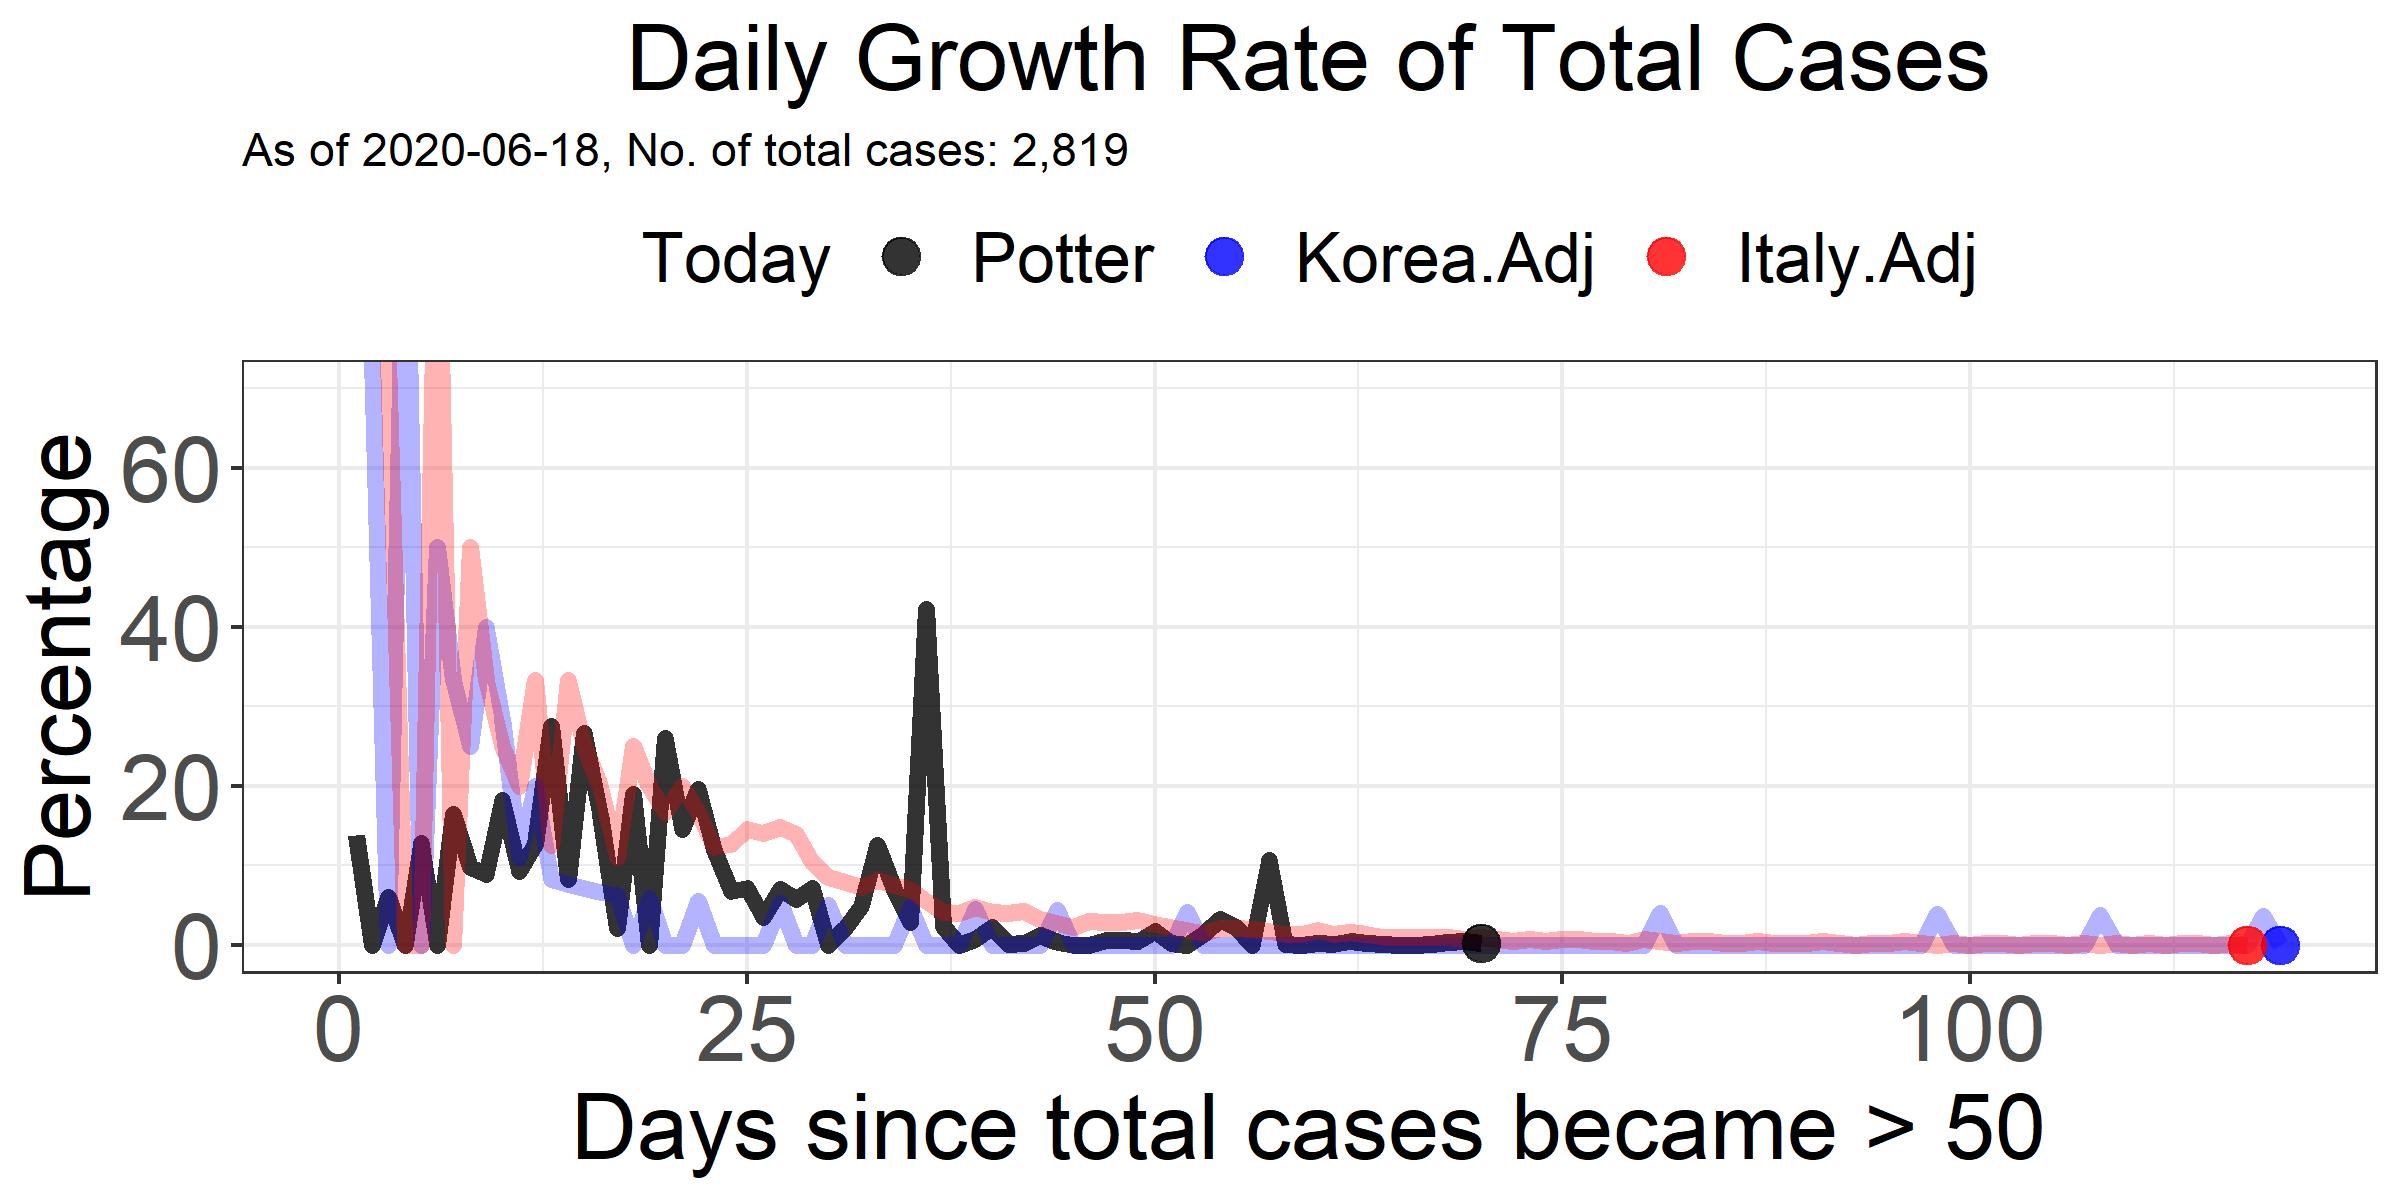 Daily Growth Rate of Total Cases
As of 2020-06-18, No. of total cases: 2,819
Today Potter Korea.Adj Italy.Adj
Percentage
60
40
20
0
0 25 50 75 100
Days since total cases became > 50